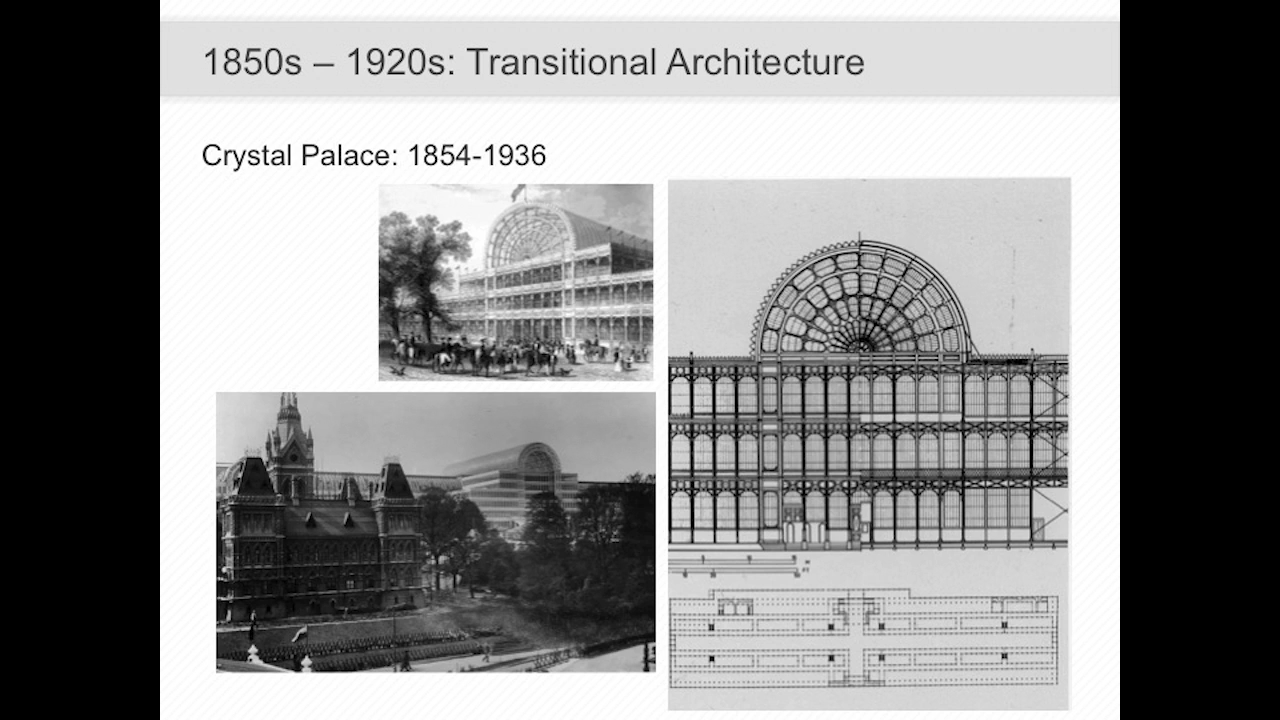 1850s – 1920s: Transitional Architecture
Crystal Palace: 1854-1936